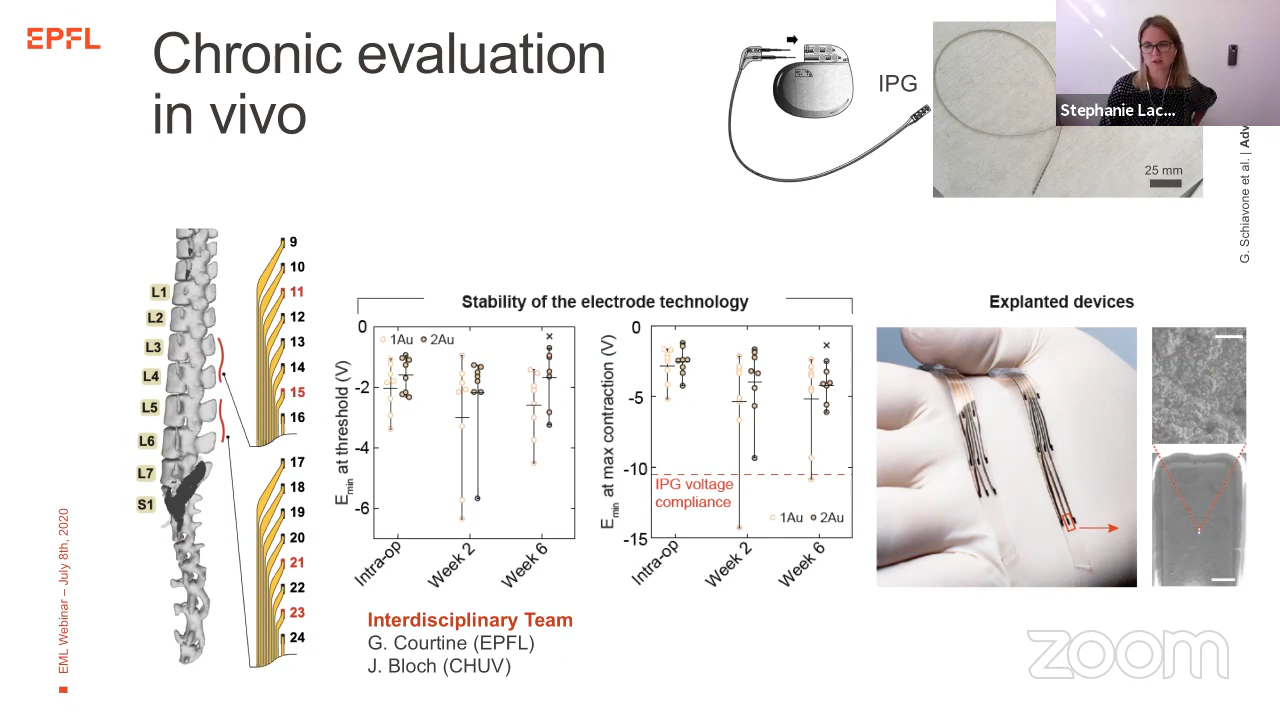 EPFL
Chronic evaluation
in vivo
IPG
25 mm
Stephanie Lac...
G. Schiavone et al. | Adv
L1
L2
L3
L4
L5
L6
L7
S1
9
10
11
12
13
14
15
16
17
18
19
20
21
22
23
24
Stability of the electrode technology
0
-2
-4
-6
Emin at threshold (V)
1Au
2Au
×
Intra-op
Week 2
Week 6
0
-5
-10
-15
Emin at max contraction (V)
×
IPG voltage
compliance
1Au
2Au
Intra-op
Week 2
Week 6
Explanted devices
Interdisciplinary Team
G. Courtine (EPFL)
J. Bloch (CHUV)
EML Webinar – July 8th, 2020
zoom